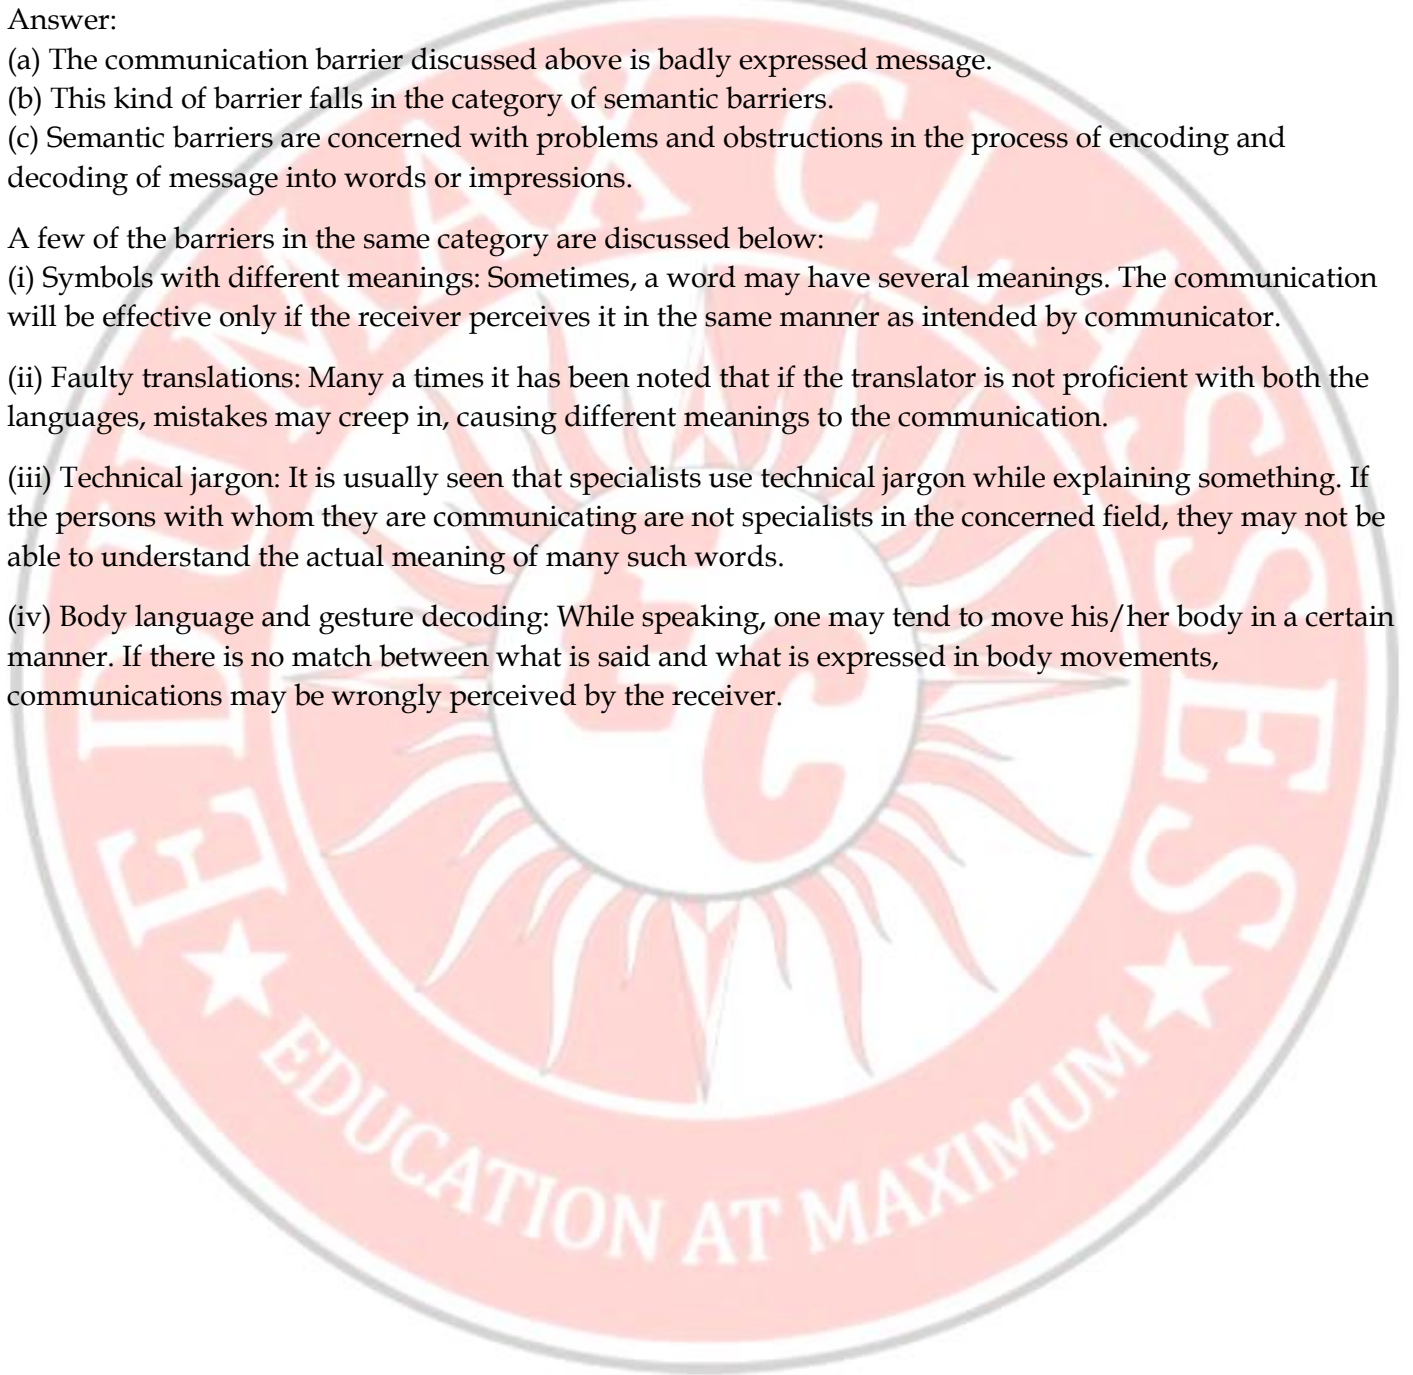 Answer:
(a) The communication barrier discussed above is badly expressed message.
(b) This kind of barrier falls in the category of semantic barriers.
(c) Semantic barriers are concerned with problems and obstructions in the process of encoding and
decoding of message into words or impressions.
A few of the barriers in the same category are discussed below:
(i) Symbols with different meanings: Sometimes, a word may have several meanings. The communication
will be effective only if the receiver perceives it in the same manner as intended by communicator.
(ii) Faulty translations: Many a times it has been noted that if the translator is not proficient with both the
languages, mistakes may creep in, causing different meanings to the communication.
(iii) Technical jargon: It is usually seen that specialists use technical jargon while explaining something. If
the persons with whom they are communicating are not specialists in the concerned field, they may not be
able to understand the actual meaning of many such words.
(iv) Body language and gesture decoding: While speaking, one may tend to move his/her body in a certain
manner. If there is no match between what is said and what is expressed in body movements,
communications may be wrongly perceived by the receiver.
EDUMAX CLASSES
EC
EDUCATION AT MAXIMUM